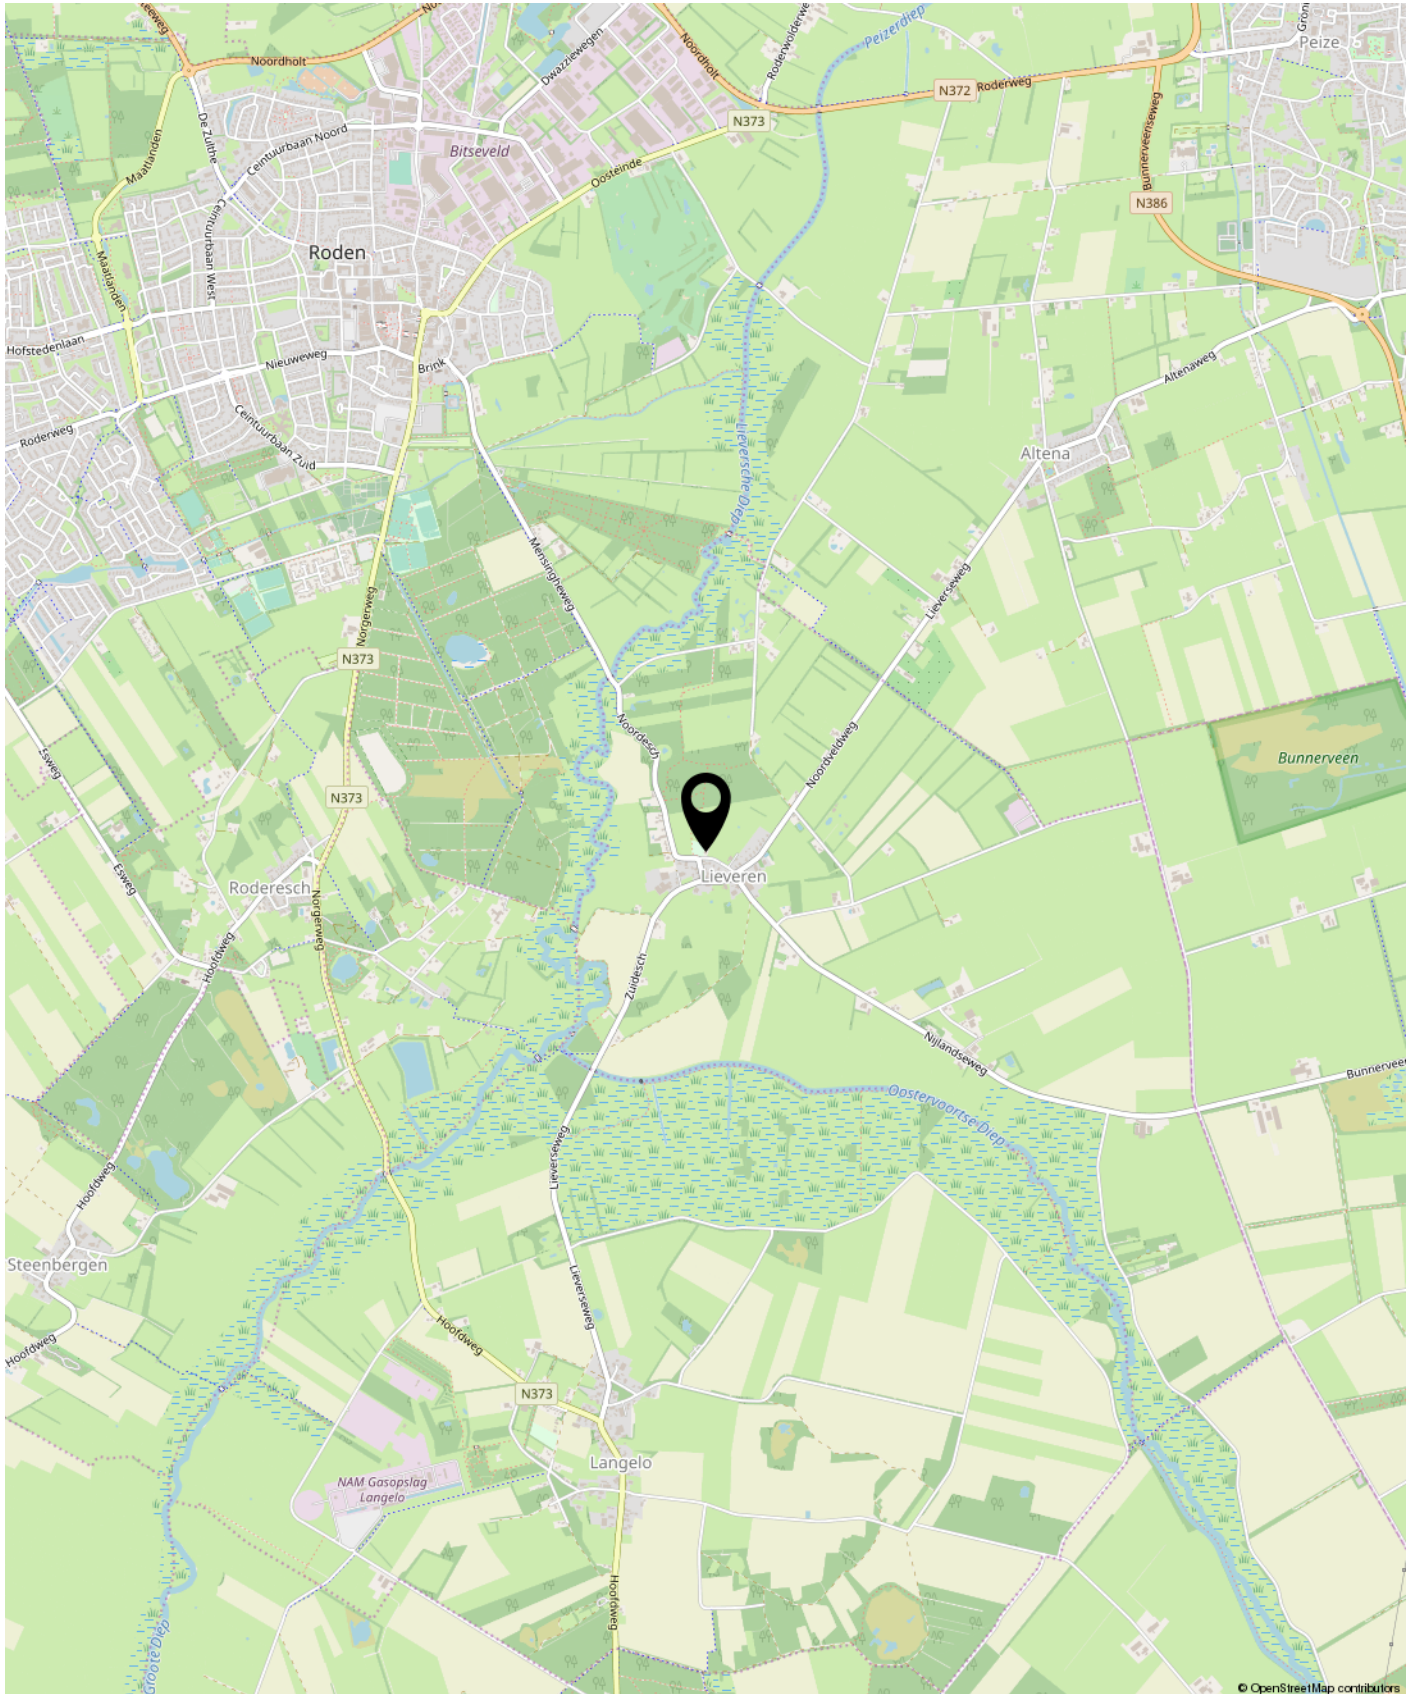 Noordholt
Noordholt
Dwazziewegen
Roderwolderwe
Peizerdiep
Peize
N372
Roderweg
N373
Bunnerveenseweg
N386
De Zulthe
Ceintuurbaan Noord
Bitseveld
Oosteinde
Maatlanden
Ceintuurbaan West
Roden
Maatlanden
Hofstedenlaan
Nieuweweg
Brink
Altenaweg
Roderweg
Ceintuurbaan Zuid
Lieversche Diep
Altena
Mensingheweg
Lieverseweg
Norgerweg
N373
Noordesch
Noordveldweg
Bunnerveen
Esweg
N373
Esweg
Roderesch
Lieveren
Norgerweg
Hoofdweg
Zuidesch
Nijlandseweg
Bunnerveen
Oostervoortse Diep
Lieverseweg
Hoofdweg
Steenbergen
Lieverseweg
Hoofdweg
Hoofdweg
N373
Langelo
NAM Gasopslag
Langelo
Hoofdweg
Groote Diep
© OpenStreetMap contributors